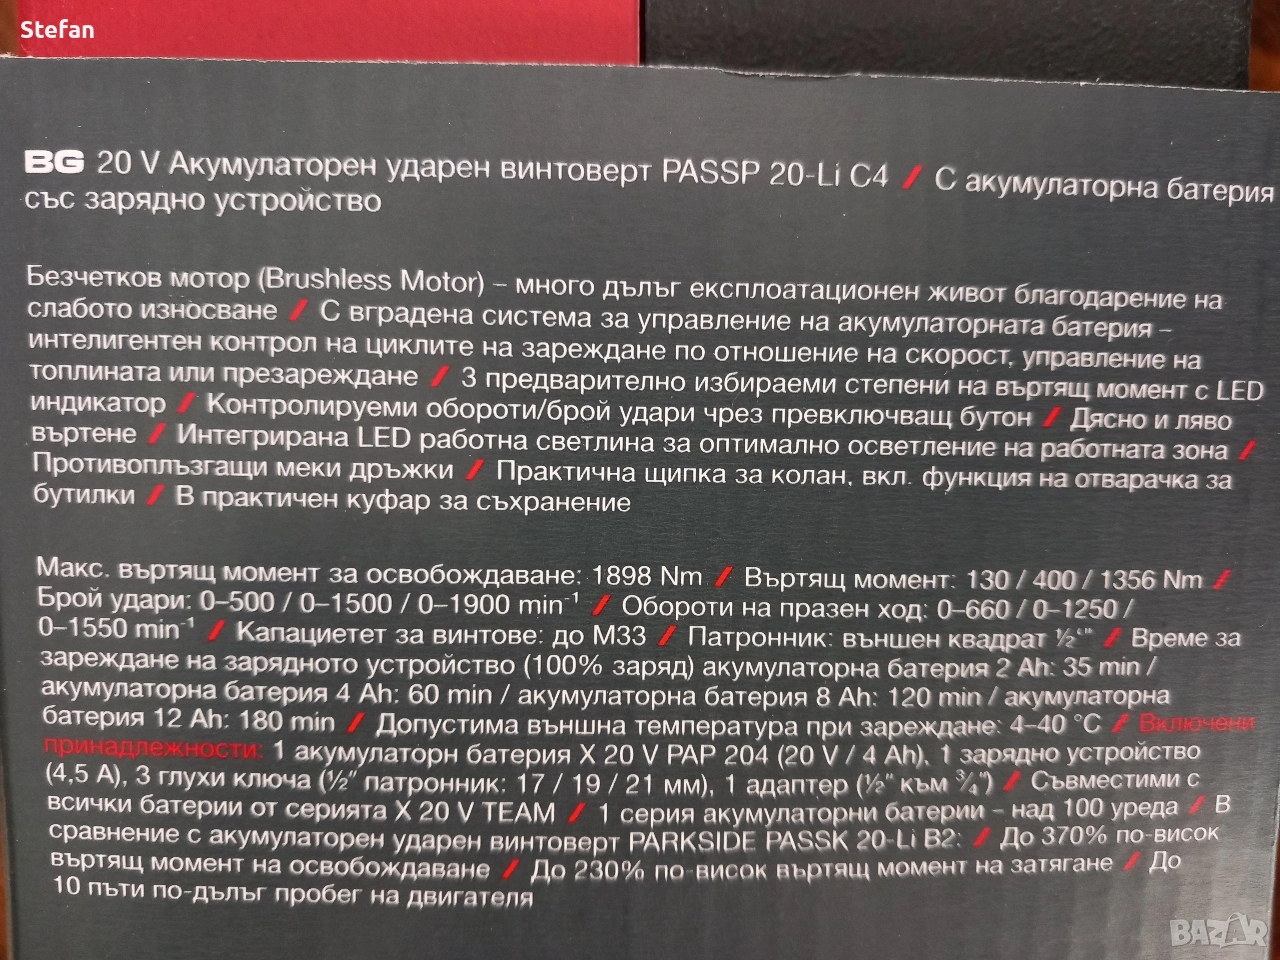 Stefan
BG 20 V Акумулаторен ударен винтоверт PASSP 20-Li C4 / С акумулаторна батерия
със зарядно устройство
Безчетков мотор (Brushless Motor) – много дълъг експлоатационен живот благодарение на
слабото износване / С вградена система за управление на акумулаторната батерия –
интелигентен контрол на циклите на зареждане по отношение на скорост, управление на
топлината или презареждане / 3 предварително избираеми степени на въртящ момент с LED
индикатор / Контролируеми обороти/брой удари чрез превключващ бутон / Дясно и ляво
въртене / Интегрирана LED работна светлина за оптимално осветление на работната зона /
Противоплъзгащи меки дръжки / Практична щипка за колан, вкл. функция на отварачка за
бутилки / В практичен куфар за съхранение
Макс. въртящ момент за освобождаване: 1898 Nm / Въртящ момент: 130 / 400 / 1356 Nm /
Брой удари: 0–500 / 0–1500 / 0–1900 min⁻¹ / Обороти на празен ход: 0–660 / 0–1250 /
0–1550 min⁻¹ / Капациетет за винтове: до M33 / Патронник: външен квадрат ½“" / Време за
зареждане на зарядното устройство (100% заряд) акумулаторна батерия 2 Ah: 35 min /
акумулаторна батерия 4 Ah: 60 min / акумулаторна батерия 8 Ah: 120 min / акумулаторна
батерия 12 Ah: 180 min / Допустима външна температура при зареждане: 4–40 °C / Включени
принадлежности: 1 акумулаторн батерия X 20 V PAP 204 (20 V / 4 Ah), 1 зарядно устройство
(4,5 A), 3 глухи ключа (½" патронник: 17 / 19 / 21 мм), 1 адаптер (½" към ¾") / Съвместими с
всички батерии от серията X 20 V TEAM / 1 серия акумулаторни батерии – над 100 уреда / В
сравнение с акумулаторен ударен винтоверт PARKSIDE PASSK 20-Li B2: / До 370% по-висок
въртящ момент на освобождаване / До 230% по-висок въртящ момент на затягане / До
10 пъти по-дълъг пробег на двигателя
BAZAR